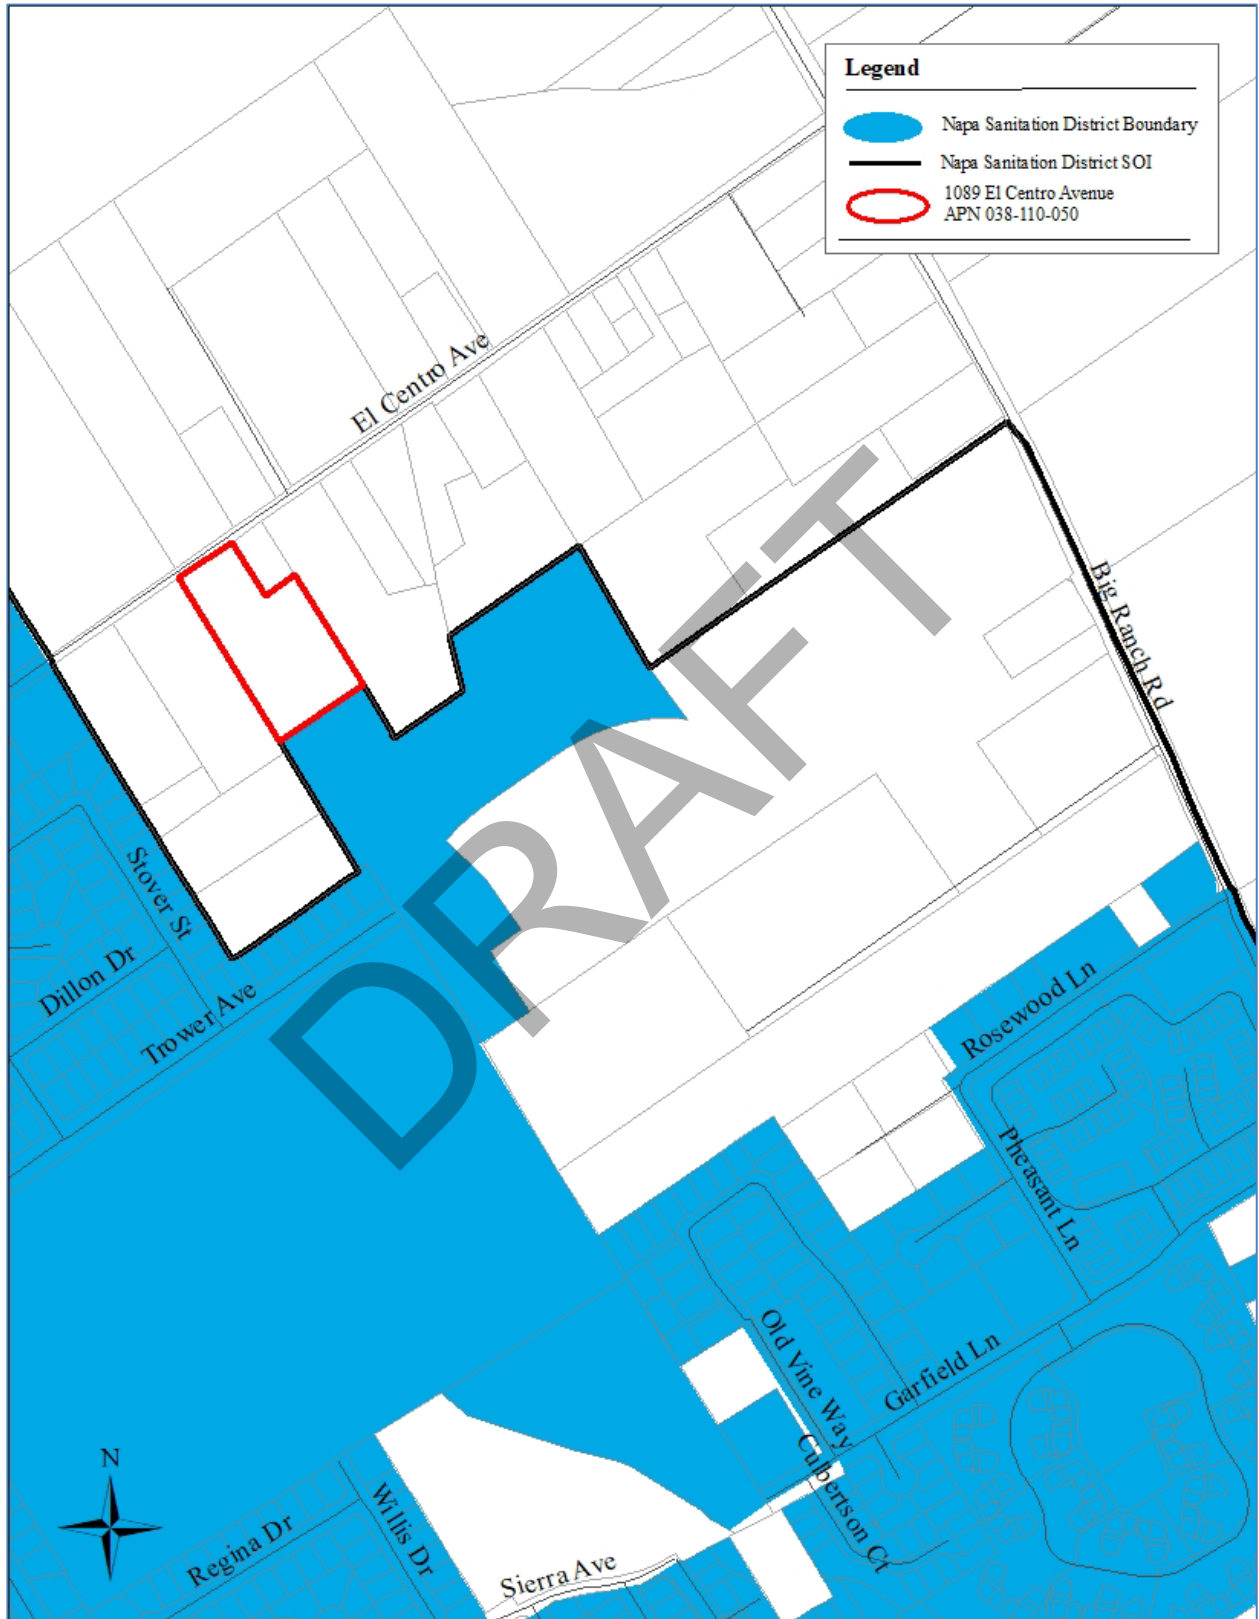 Legend
Napa Sanitation District Boundary
Napa Sanitation District SOI
1089 El Centro Avenue
APN 038-110-050
El Centro Ave
Big Ranch Rd
DRAFT
Stover St
Dillon Dr
Trower Ave
Rosewood Ln
Pheasant Ln
Old Vine Way
Garfield Ln
Culbertson Ct
N
Willis Dr
Regina Dr
Sierra Ave